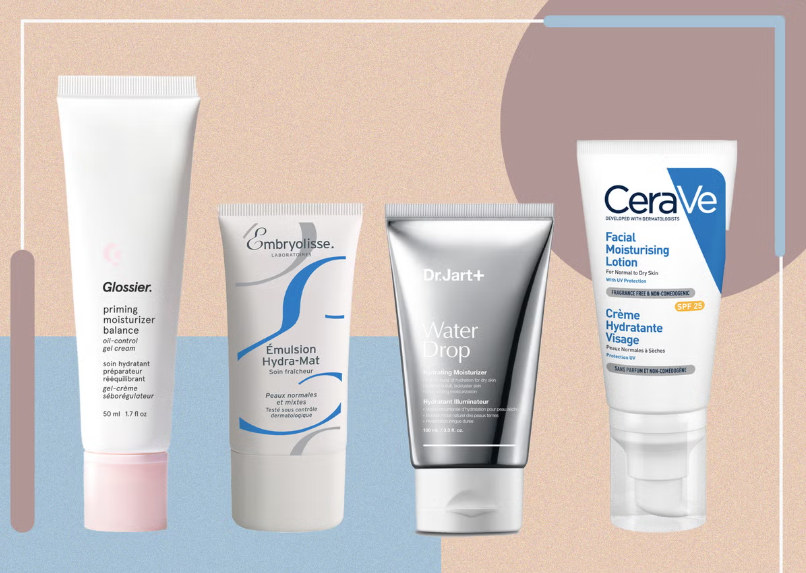 Glossier.
priming
moisturizer
balance
oil-control
gel cream
soin hydratant
préparateur
rééquilibrant
gel-crème
séborégulateur
50 ml 1.7 fl oz
Embryolisse.
LABORATOIRES
Émulsion
Hydra-Mat
Soin fraîcheur
Peaux normales
et mixtes
Testé sous contrôle
dermatologique
Dr.Jart+
Water
Drop
Hydrating Moisturizer
Hydratant Illuminateur
CeraVe
DEVELOPED WITH DERMATOLOGISTS
Facial
Moisturising
Lotion
For Normal to Dry Skin
With UV Protection
FRAGRANCE FREE & NON-COMEDOGENIC
SPF 25
Crème
Hydratante
Visage
Peaux Normales à Sèches
Protection UV
SANS PARFUM ET NON-COMÉDOGÈNE